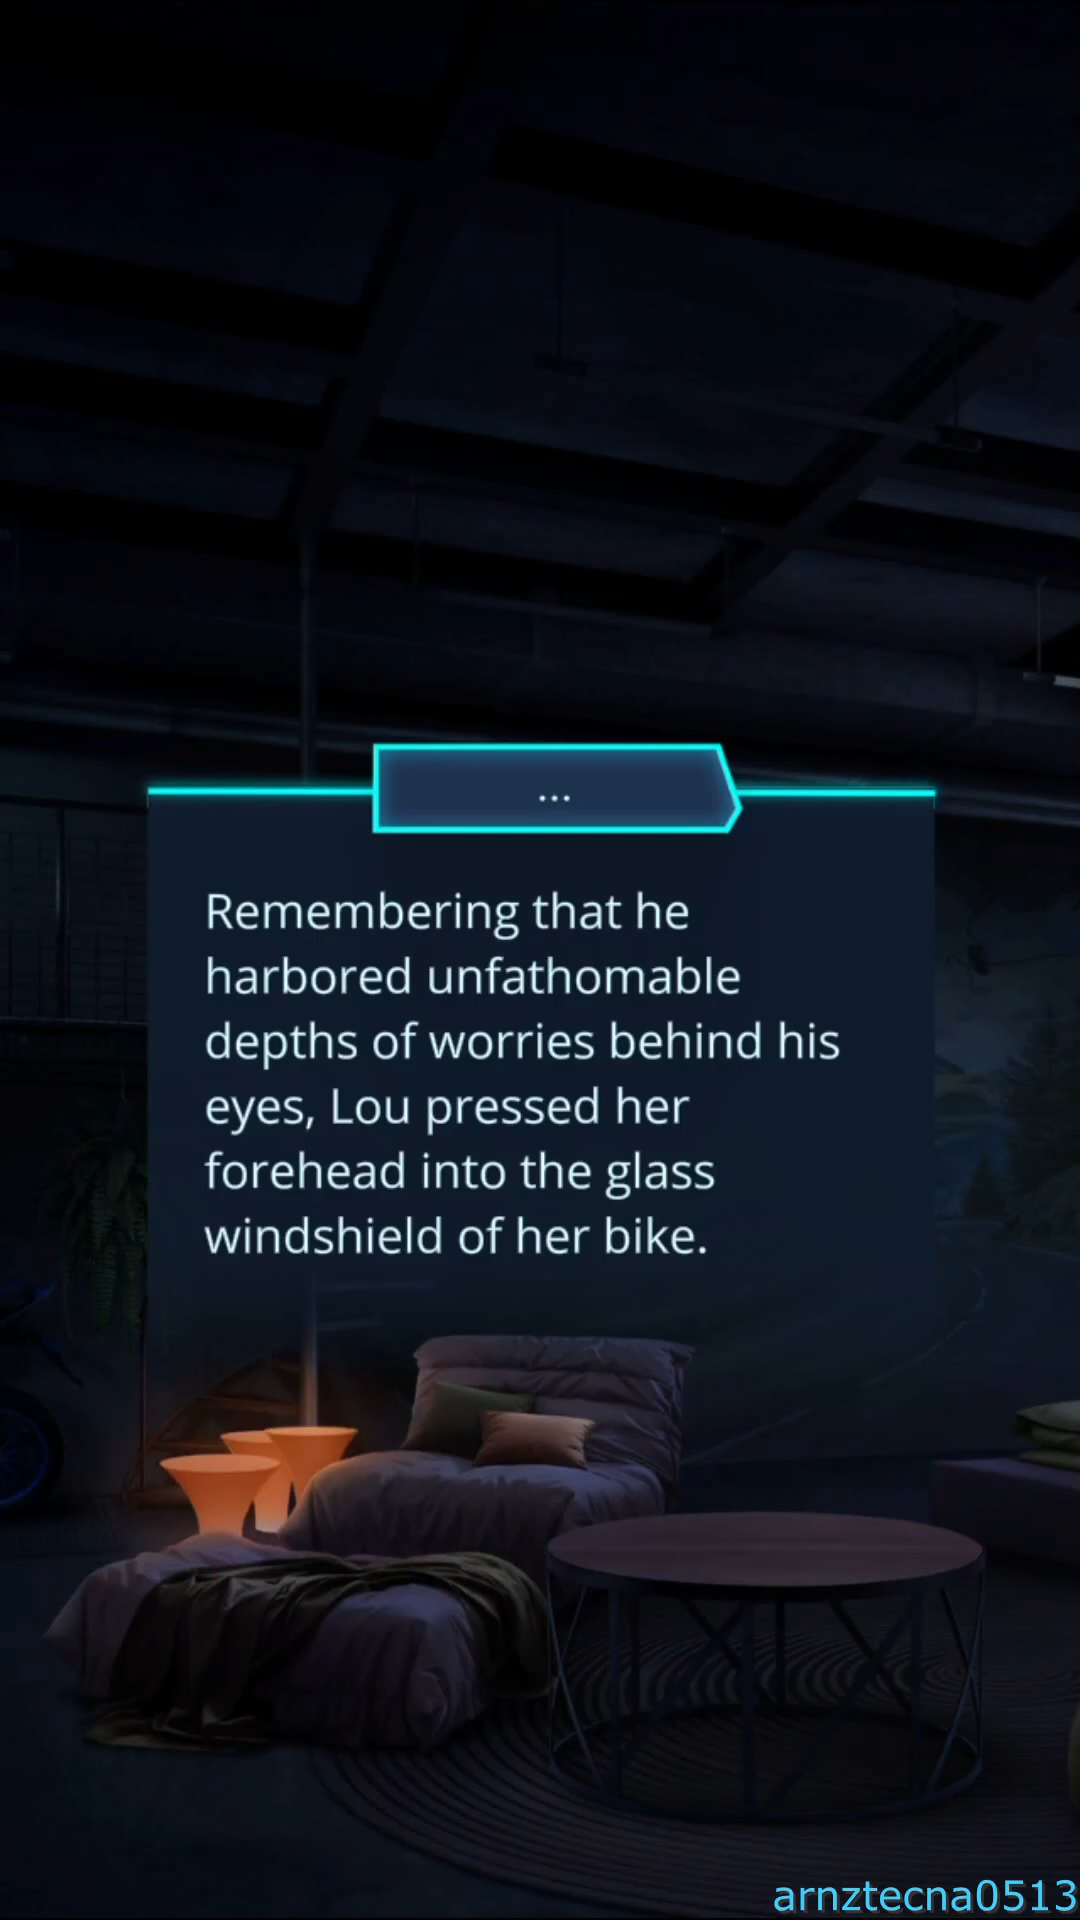 ...
Remembering that he
harbored unfathomable
depths of worries behind his
eyes, Lou pressed her
forehead into the glass
windshield of her bike.
arnztecna0513